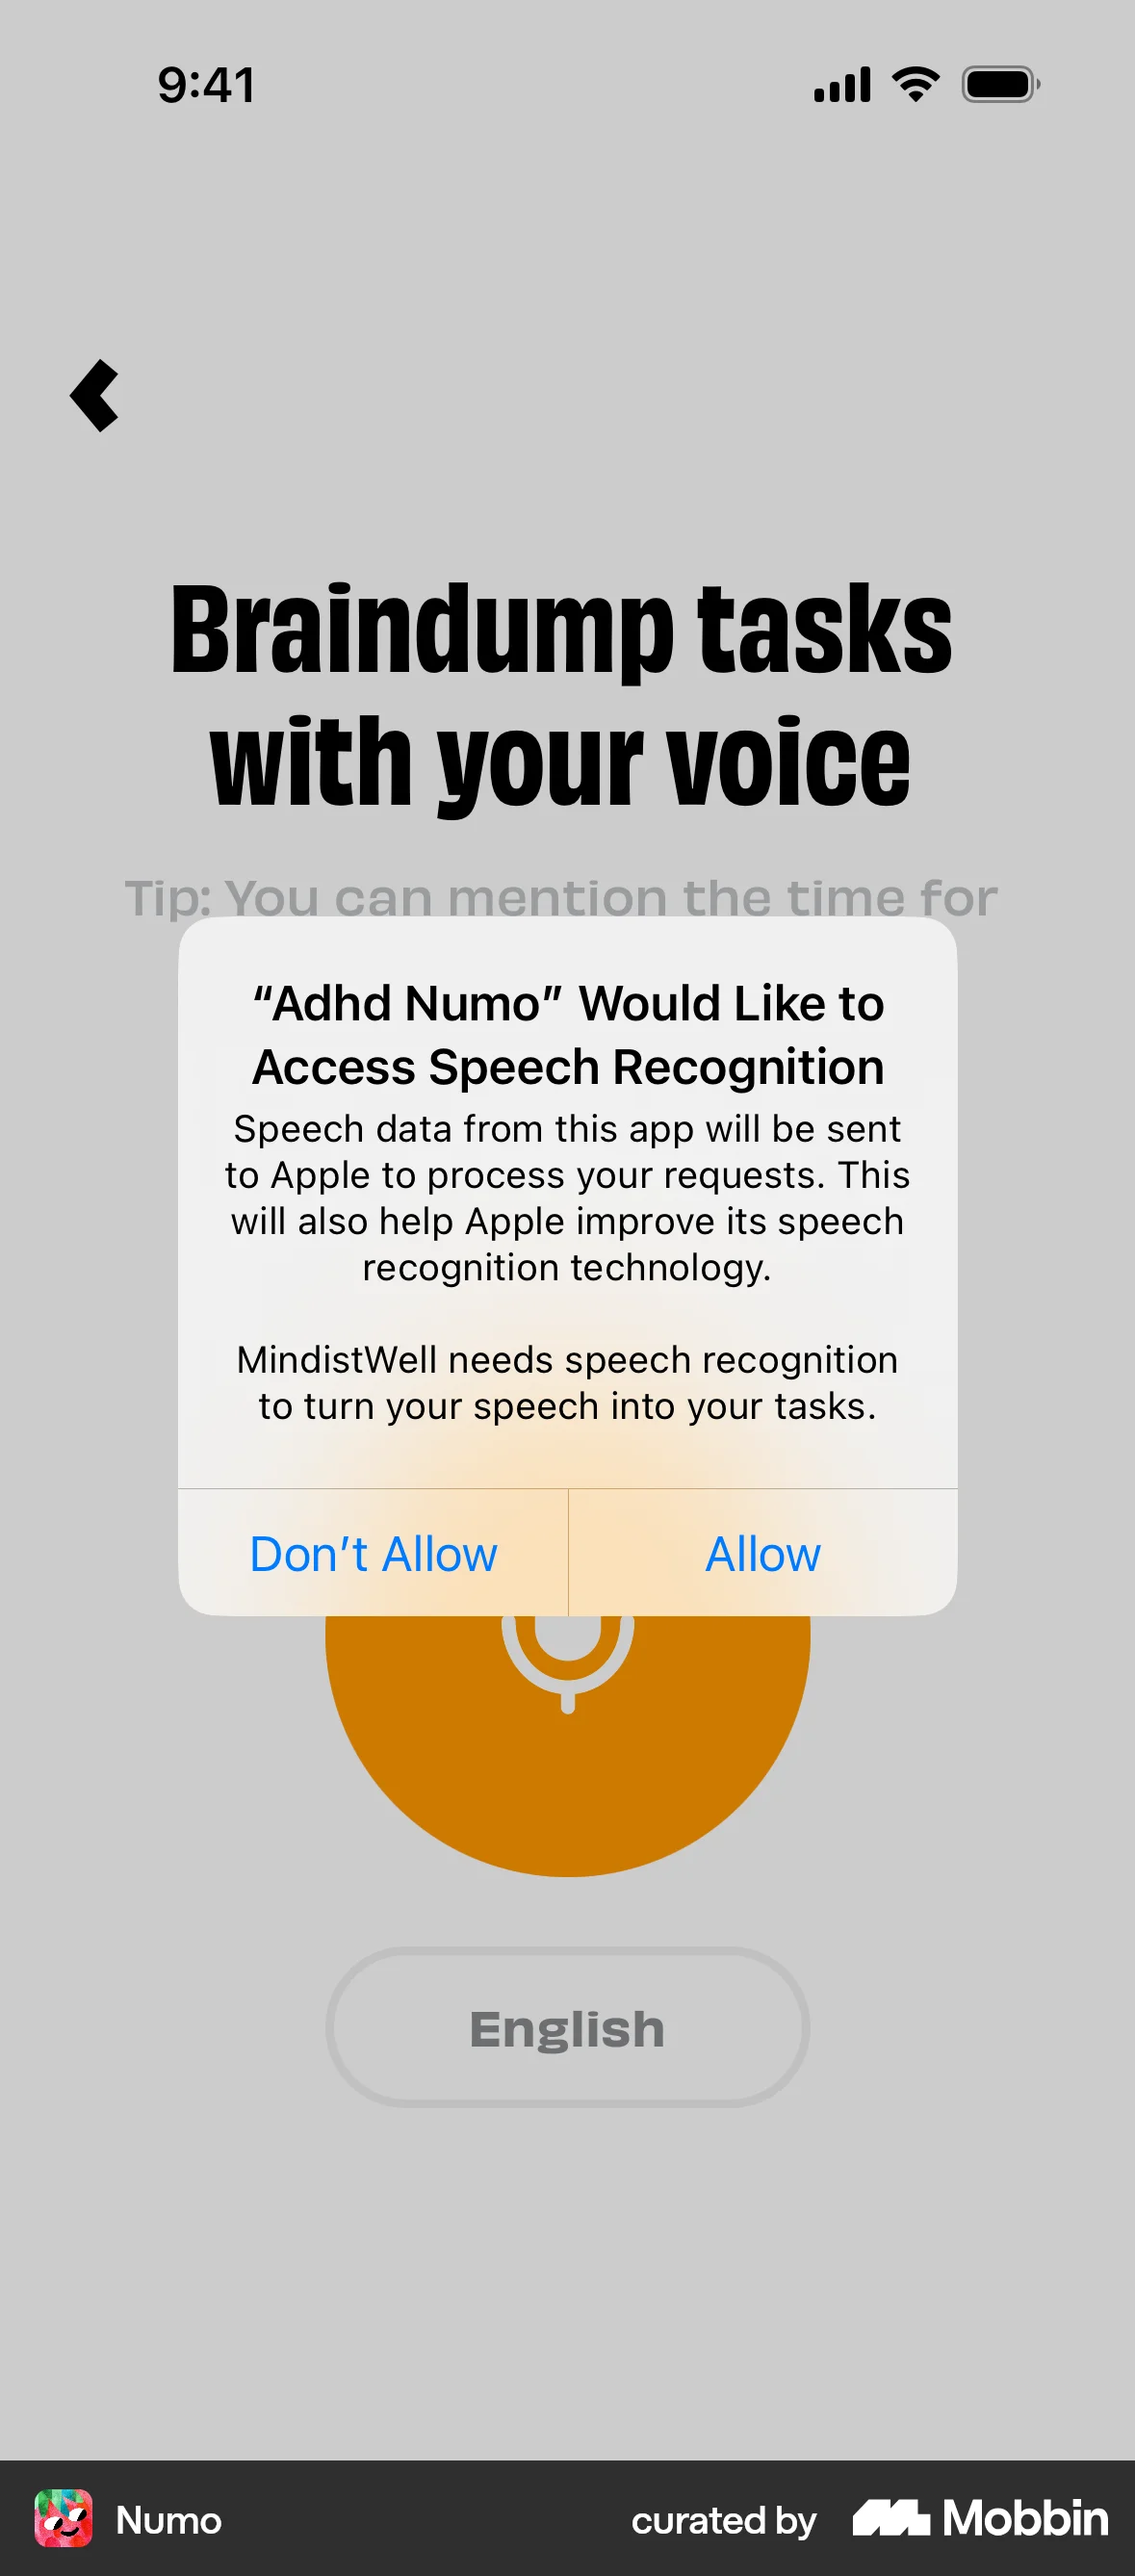 9:41
Braindump tasks
with your voice
Tip: You can mention the time for
“Adhd Numo” Would Like to
Access Speech Recognition
Speech data from this app will be sent
to Apple to process your requests. This
will also help Apple improve its speech
recognition technology.
MindistWell needs speech recognition
to turn your speech into your tasks.
Don’t Allow
Allow
English
Numo
curated by
Mobbin